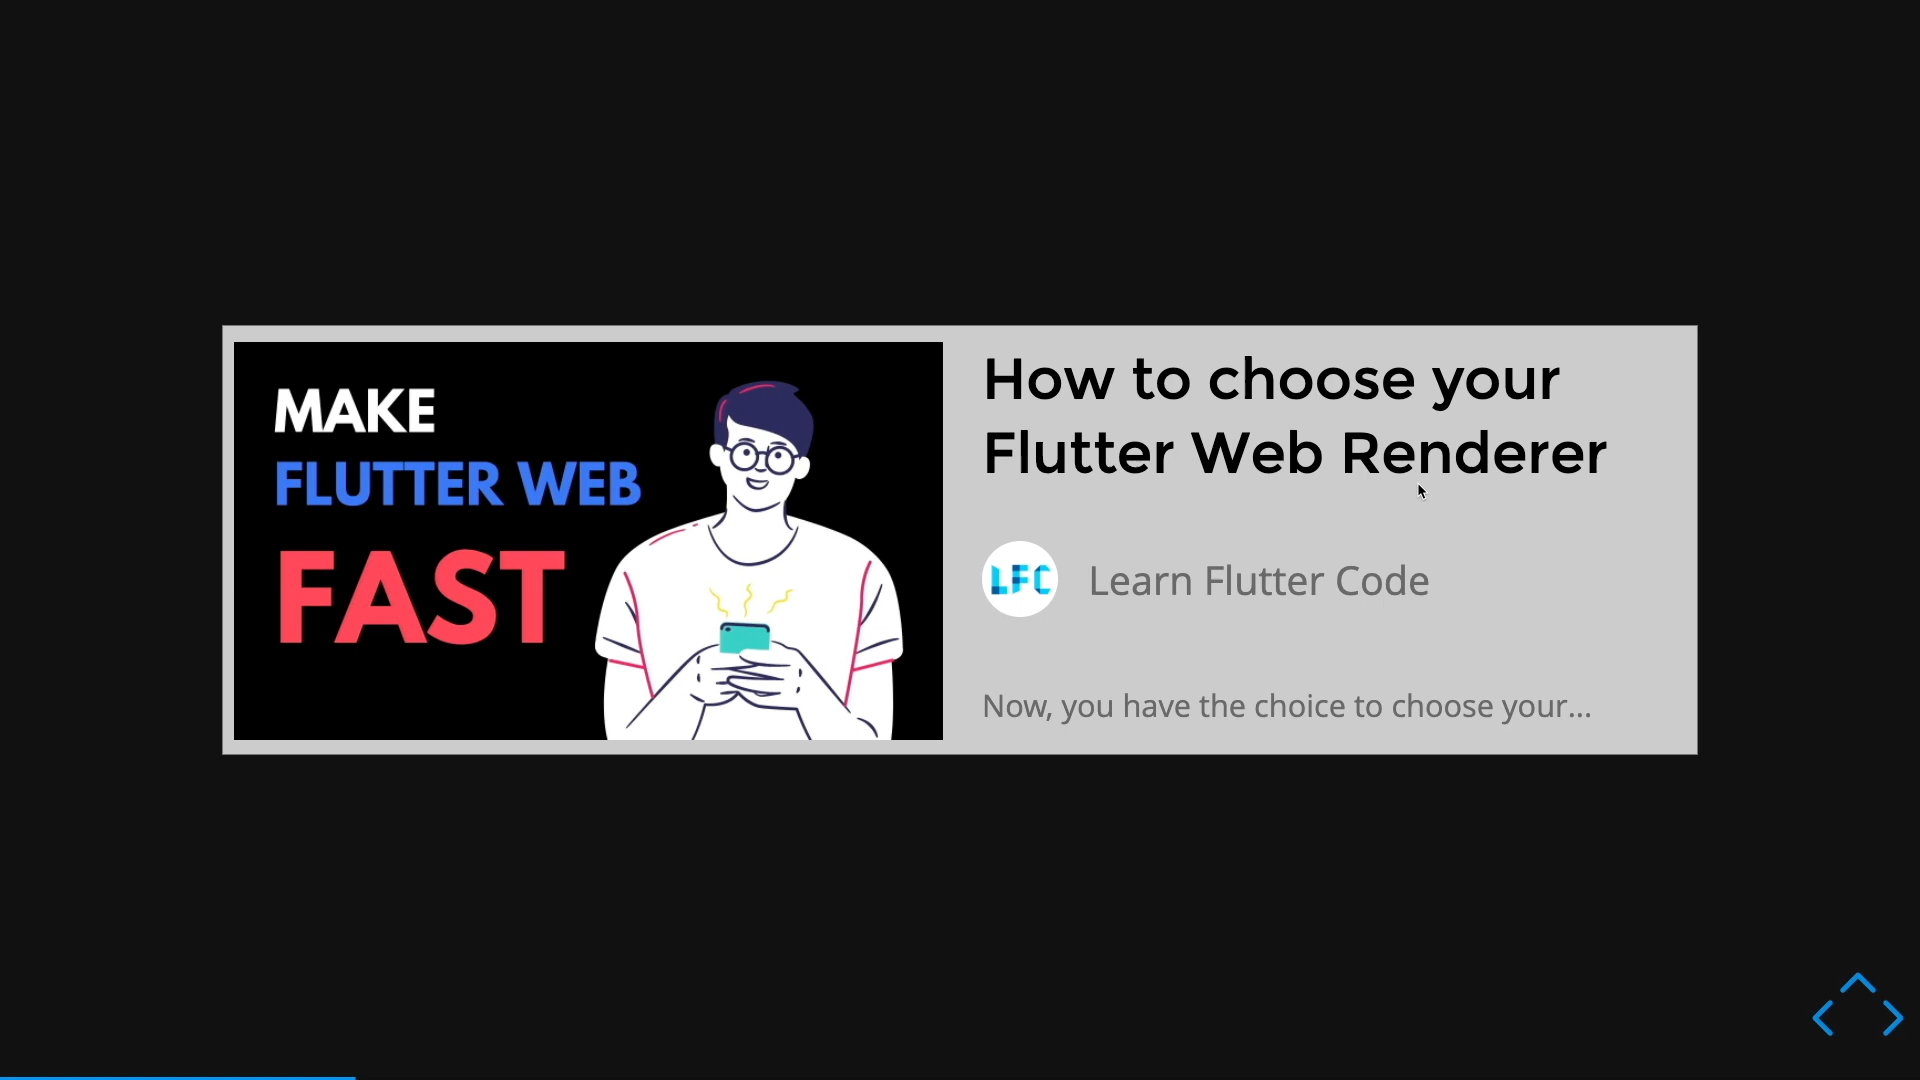 MAKE
FLUTTER WEB
FAST
How to choose your
Flutter Web Renderer
LFC
Learn Flutter Code
Now, you have the choice to choose your...